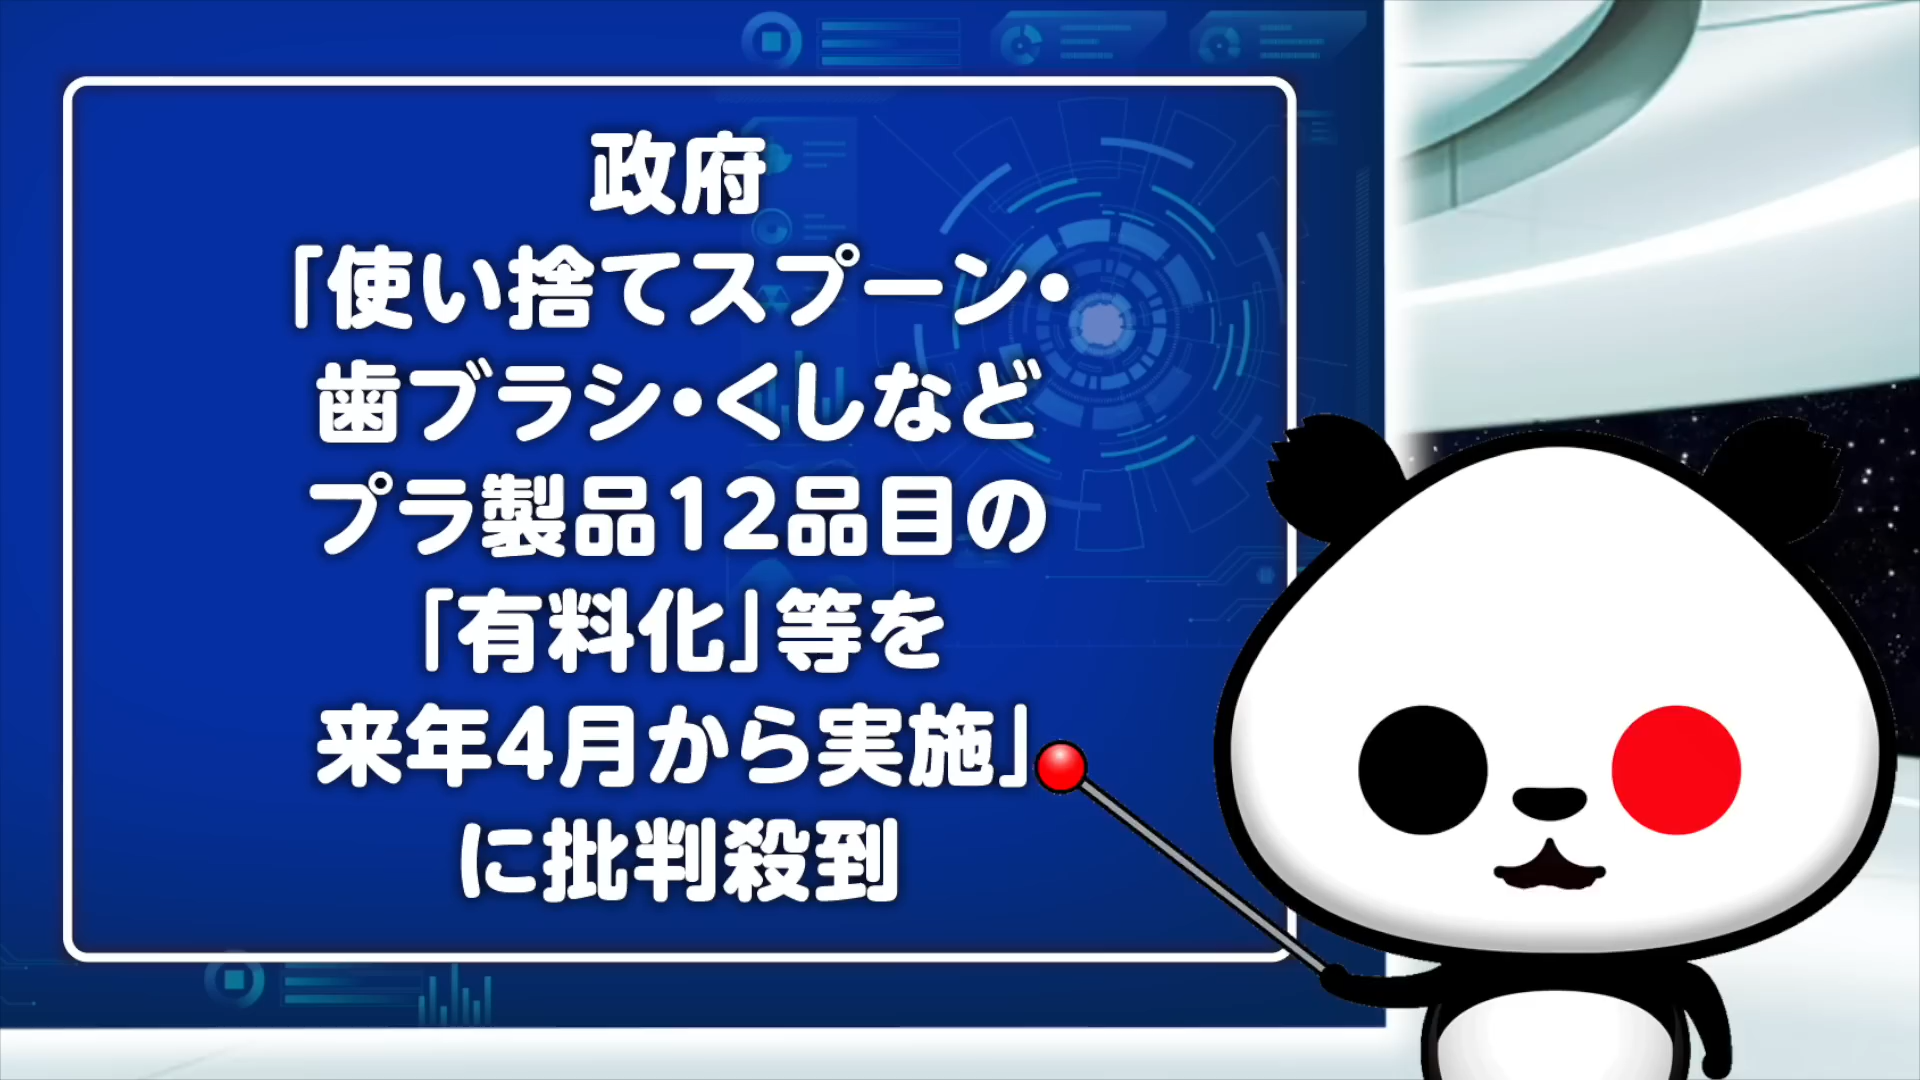 政府
「使い捨てスプーン・
歯ブラシ・くしなど
プラ製品12品目の
「有料化」等を
来年4月から実施」
に批判殺到